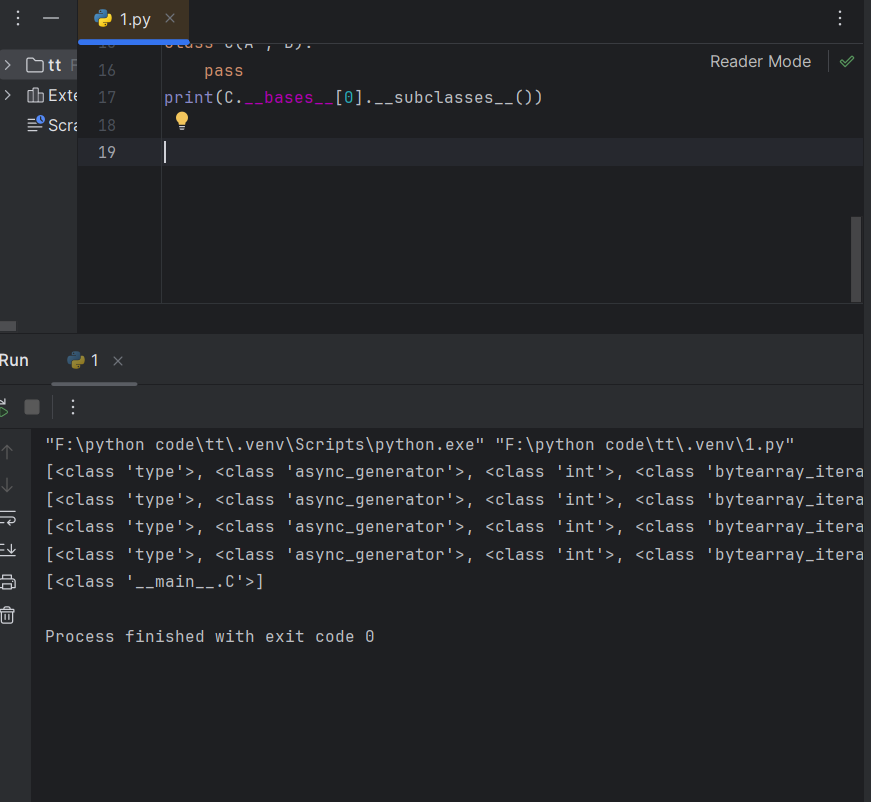 1.py
class C(A , B):
Reader Mode
tt
16 pass
Exte
17 print(C.__bases__[0].__subclasses__())
Scra
18
19
Run
1
"F:\python code\tt\.venv\Scripts\python.exe" "F:\python code\tt\.venv\1.py"
[<class 'type'>, <class 'async_generator'>, <class 'int'>, <class 'bytearray_itera
[<class 'type'>, <class 'async_generator'>, <class 'int'>, <class 'bytearray_itera
[<class 'type'>, <class 'async_generator'>, <class 'int'>, <class 'bytearray_itera
[<class 'type'>, <class 'async_generator'>, <class 'int'>, <class 'bytearray_itera
[<class '__main__.C'>]
Process finished with exit code 0